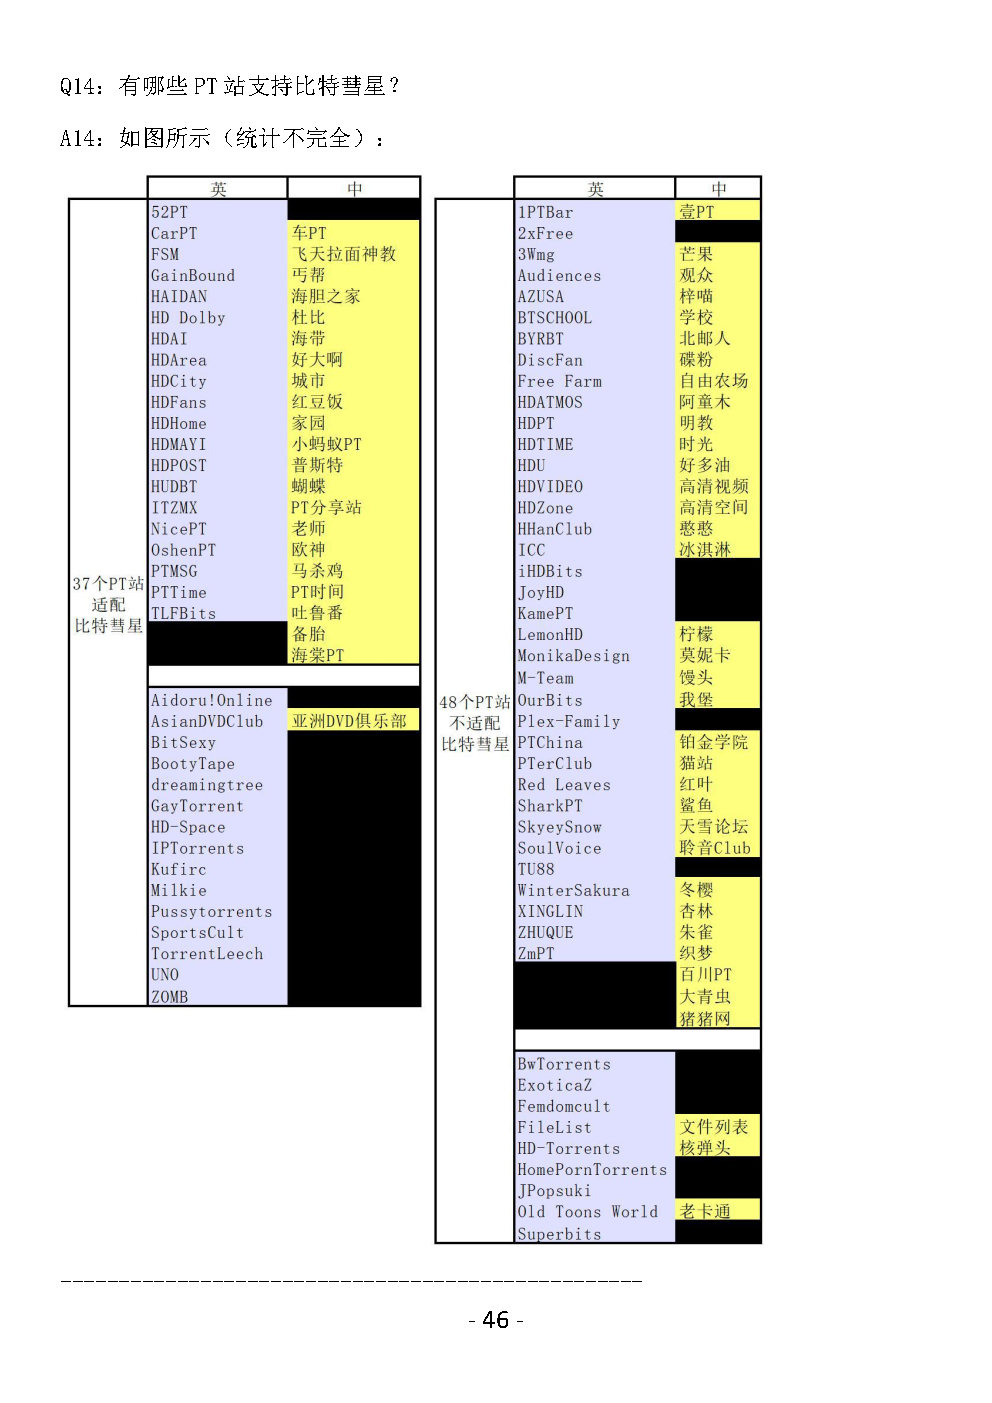 Q14：有哪些 PT 站支持比特彗星？
A14：如图所示（统计不完全）：
英 中
37个PT站
适配
比特彗星
52PT
CarPT 车PT
FSM 飞天拉面神教
GainBound 丐帮
HAIDAN 海胆之家
HD Dolby 杜比
HDAI 海带
HDArea 好大啊
HDCity 城市
HDFans 红豆饭
HDHome 家园
HDMAYI 小蚂蚁PT
HDPOST 普斯特
HUDBT 蝴蝶
ITZMX PT分享站
NicePT 老师
OshenPT 欧神
PTMSG 马杀鸡
PTTime PT时间
TLFBits 吐鲁番
备胎
海棠PT
Aidoru!Online
AsianDVDClub 亚洲DVD俱乐部
BitSexy
BootyTape
dreamingtree
GayTorrent
HD-Space
IPTorrents
Kufirc
Milkie
Pussytorrents
SportsCult
TorrentLeech
UNO
ZOMB
英 中
48个PT站
不适配
比特彗星
1PTBar 壹PT
2xFree
3Wmg 芒果
Audiences 观众
AZUSA 梓喵
BTSCHOOL 学校
BYRBT 北邮人
DiscFan 碟粉
Free Farm 自由农场
HDATMOS 阿童木
HDPT 明教
HDTIME 时光
HDU 好多油
HDVIDEO 高清视频
HDZone 高清空间
HHanClub 憨憨
ICC 冰淇淋
iHDBits
JoyHD
KamePT
LemonHD 柠檬
MonikaDesign 莫妮卡
M-Team 馒头
OurBits 我堡
Plex-Family
PTChina 铂金学院
PTerClub 猫站
Red Leaves 红叶
SharkPT 鲨鱼
SkyeySnow 天雪论坛
SoulVoice 聆音Club
TU88
WinterSakura 冬樱
XINGLIN 杏林
ZHUQUE 朱雀
ZmPT 织梦
百川PT
大青虫
猪猪网
BwTorrents
ExoticaZ
Femdomcult
FileList 文件列表
HD-Torrents 核弹头
HomePornTorrents
JPopsuki
Old Toons World 老卡通
Superbits
--------------------------------------------------
- 46 -